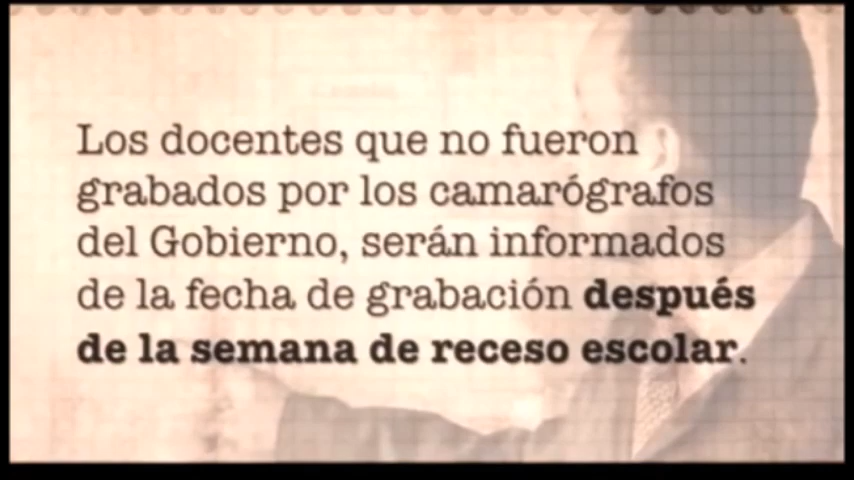 Los docentes que no fueron
grabados por los camarógrafos
del Gobierno, serán informados
de la fecha de grabación después
de la semana de receso escolar.